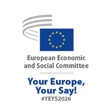 European Economic
and Social Committee
Your Europe,
Your Say!
#YEYS2026